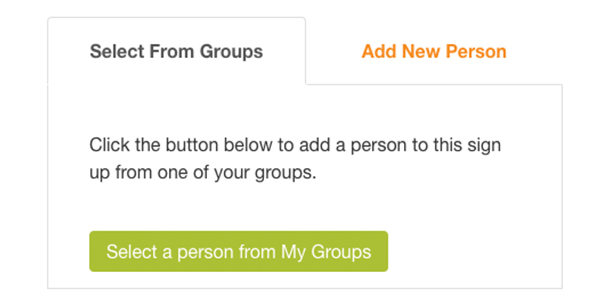 Select From Groups
Add New Person
Click the button below to add a person to this sign
up from one of your groups.
Select a person from My Groups